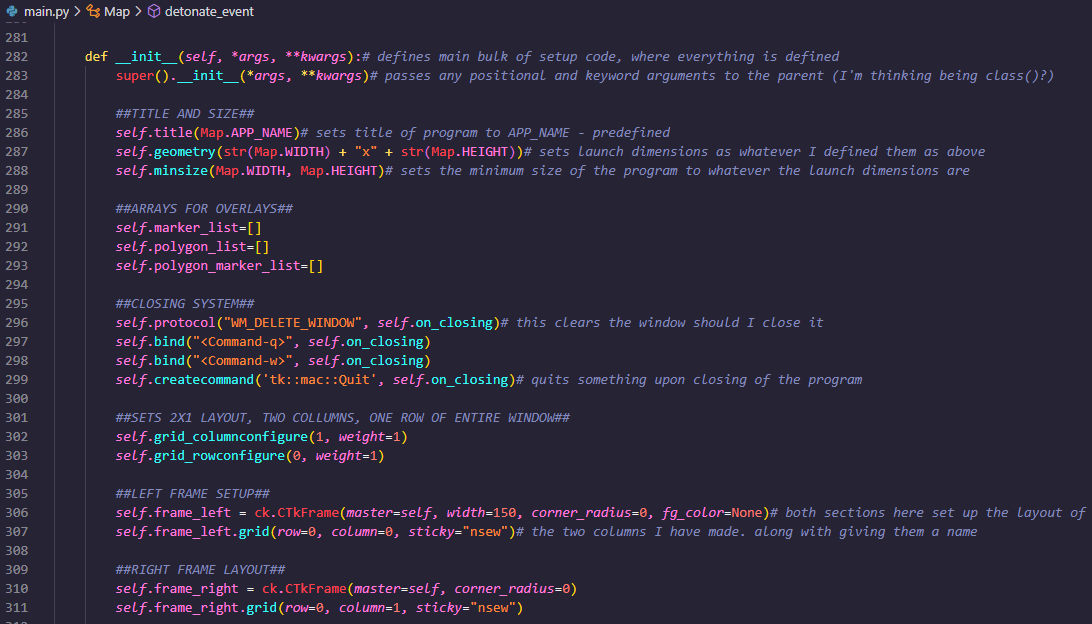 main.py > Map > detonate_event
281
282 def __init__(self, *args, **kwargs):# defines main bulk of setup code, where everything is defined
283 super().__init__(*args, **kwargs)# passes any positional and keyword arguments to the parent (I'm thinking being class()?)
284
285 ##TITLE AND SIZE##
286 self.title(Map.APP_NAME)# sets title of program to APP_NAME - predefined
287 self.geometry(str(Map.WIDTH) + "x" + str(Map.HEIGHT))# sets launch dimensions as whatever I defined them as above
288 self.minsize(Map.WIDTH, Map.HEIGHT)# sets the minimum size of the program to whatever the launch dimensions are
289
290 ##ARRAYS FOR OVERLAYS##
291 self.marker_list=[]
292 self.polygon_list=[]
293 self.polygon_marker_list=[]
294
295 ##CLOSING SYSTEM##
296 self.protocol("WM_DELETE_WINDOW", self.on_closing)# this clears the window should I close it
297 self.bind("<Command-q>", self.on_closing)
298 self.bind("<Command-w>", self.on_closing)
299 self.createcommand('tk::mac::Quit', self.on_closing)# quits something upon closing of the program
300
301 ##SETS 2X1 LAYOUT, TWO COLLUMNS, ONE ROW OF ENTIRE WINDOW##
302 self.grid_columnconfigure(1, weight=1)
303 self.grid_rowconfigure(0, weight=1)
304
305 ##LEFT FRAME SETUP##
306 self.frame_left = ck.CTkFrame(master=self, width=150, corner_radius=0, fg_color=None)# both sections here set up the layout of
307 self.frame_left.grid(row=0, column=0, sticky="nsew")# the two columns I have made. along with giving them a name
308
309 ##RIGHT FRAME LAYOUT##
310 self.frame_right = ck.CTkFrame(master=self, corner_radius=0)
311 self.frame_right.grid(row=0, column=1, sticky="nsew")